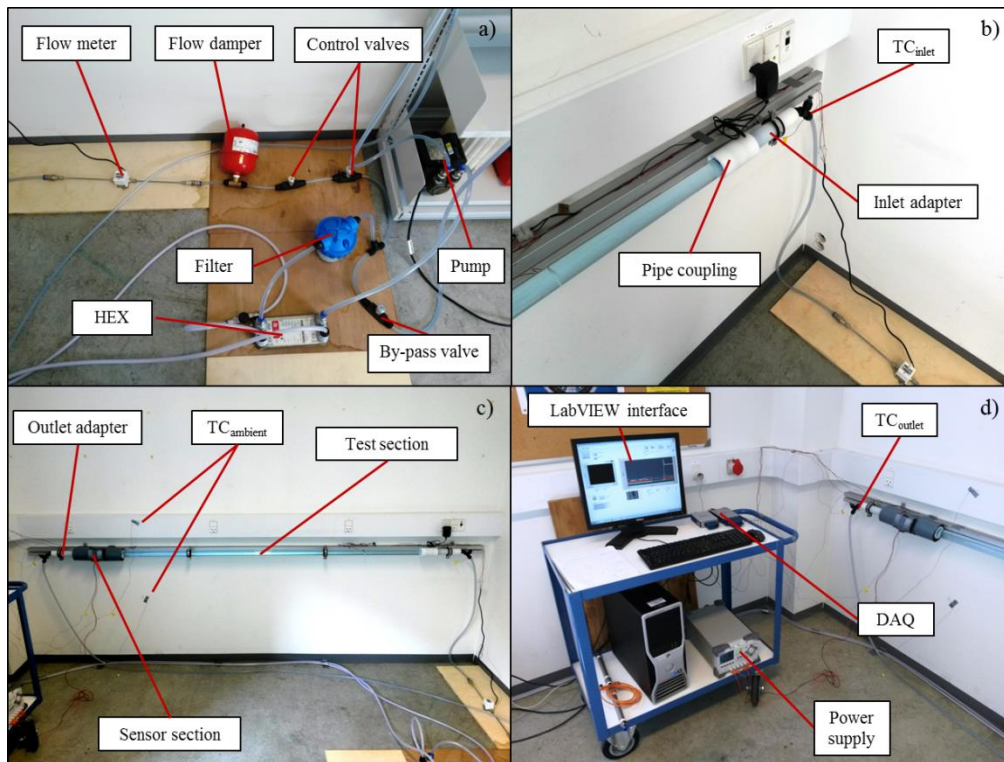 a)
Flow meter
Flow damper
Control valves
Filter
Pump
HEX
By-pass valve
b)
TCinlet
Inlet adapter
Pipe coupling
c)
Outlet adapter
TCambient
Test section
Sensor section
d)
LabVIEW interface
TCoutlet
DAQ
Power
supply